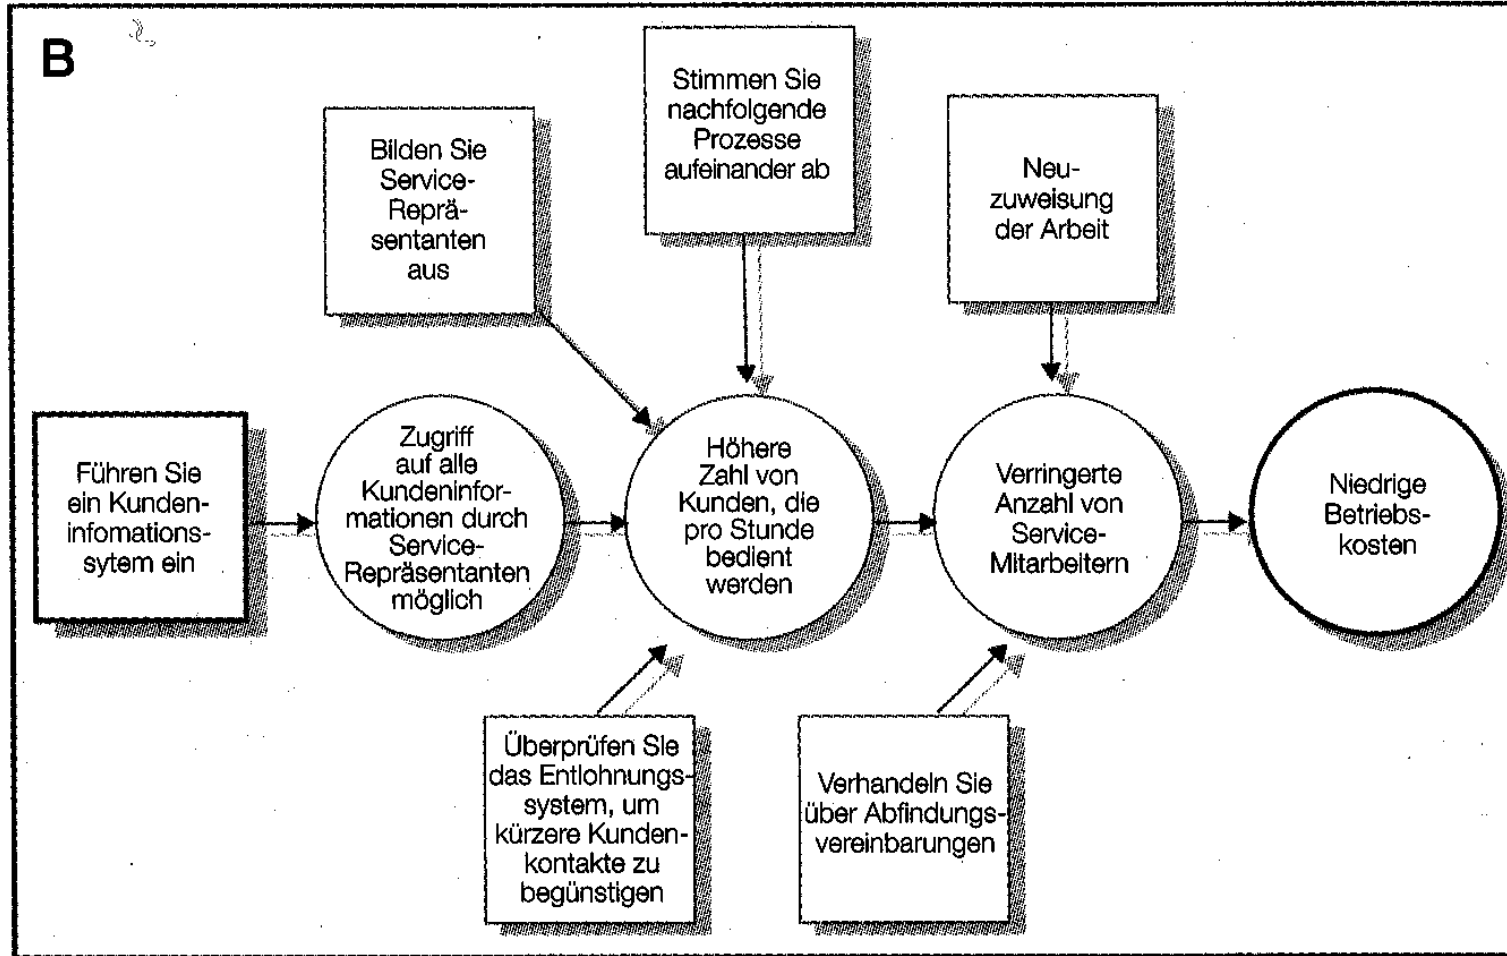 B
Bilden Sie
Service-
Reprä-
sentanten
aus
Stimmen Sie
nachfolgende
Prozesse
aufeinander ab
Neu-
zuweisung
der Arbeit
Führen Sie
ein Kunden-
infomations-
sytem ein
Zugriff
auf alle
Kundeninfor-
mationen durch
Service-
Repräsentanten
möglich
Höhere
Zahl von
Kunden, die
pro Stunde
bedient
werden
Verringerte
Anzahl von
Service-
Mitarbeitern
Niedrige
Betriebs-
kosten
Überprüfen Sie
das Entlohnungs-
system, um
kürzere Kunden-
kontakte zu
begünstigen
Verhandeln Sie
über Abfindungs-
vereinbarungen